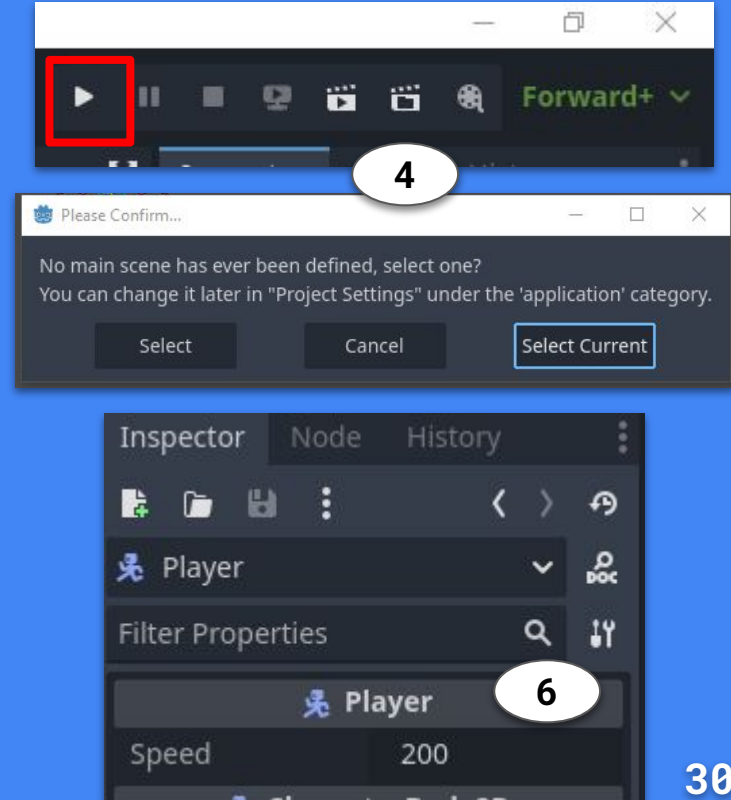 Forward+
4
Please Confirm...
No main scene has ever been defined, select one?
You can change it later in "Project Settings" under the 'application' category.
Select Cancel Select Current
Inspector Node History
Player
DOC
Filter Properties
6
Player
Speed 200
30